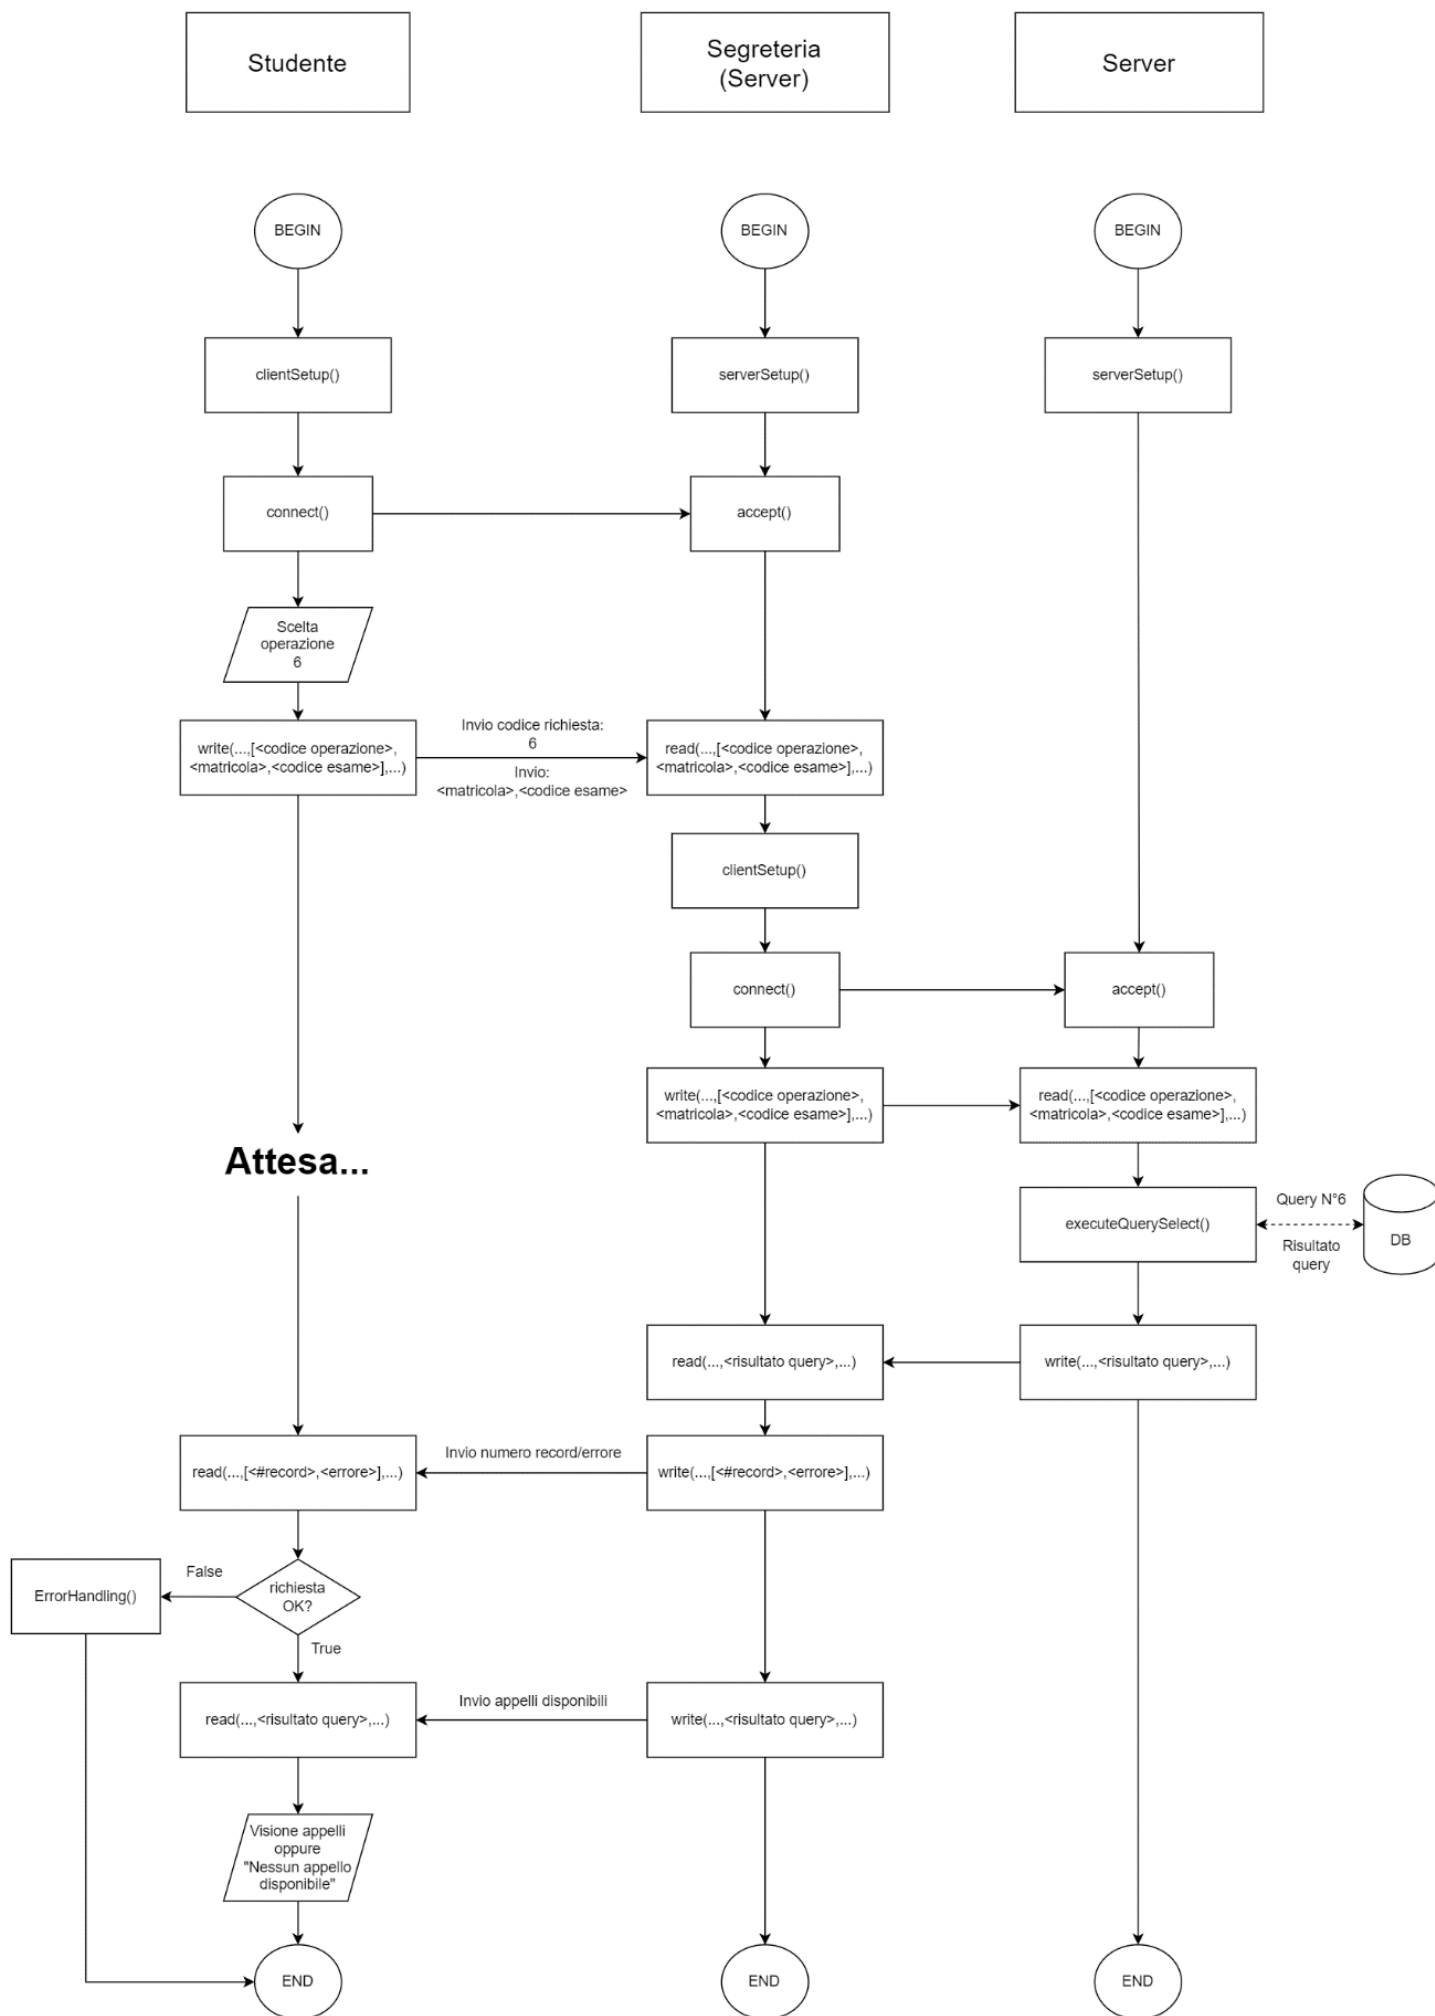 Studente
Segreteria
(Server)
Server
BEGIN
BEGIN
BEGIN
clientSetup()
serverSetup()
serverSetup()
connect()
accept()
Scelta
operazione
6
write(...,[<codice operazione>,
<matricola>,<codice esame>],...)
Invio codice richiesta:
6
Invio:
<matricola>,<codice esame>
read(...,[<codice operazione>,
<matricola>,<codice esame>],...)
clientSetup()
connect()
accept()
write(...,[<codice operazione>,
<matricola>,<codice esame>],...)
read(...,[<codice operazione>,
<matricola>,<codice esame>],...)
Attesa...
executeQuerySelect()
Query N°6
Risultato
query
DB
read(...,<risultato query>,...)
write(...,<risultato query>,...)
read(...,[<#record>,<errore>],...)
Invio numero record/errore
write(...,[<#record>,<errore>],...)
ErrorHandling()
False
richiesta
OK?
True
read(...,<risultato query>,...)
Invio appelli disponibili
write(...,<risultato query>,...)
Visione appelli
oppure
"Nessun appello
disponibile"
END
END
END